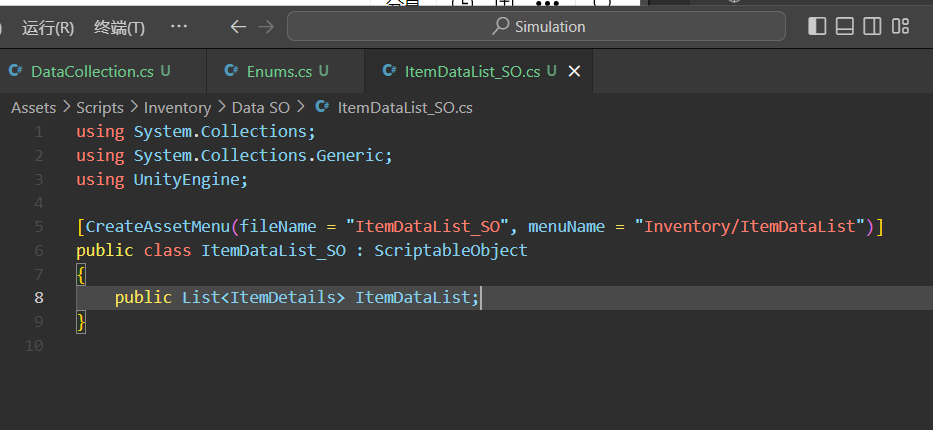 运行(R) 终端(T) ··· Simulation
DataCollection.cs U Enums.cs U ItemDataList_SO.cs U
Assets > Scripts > Inventory > Data SO > ItemDataList_SO.cs
1 using System.Collections;
2 using System.Collections.Generic;
3 using UnityEngine;
4
5 [CreateAssetMenu(fileName = "ItemDataList_SO", menuName = "Inventory/ItemDataList")]
6 public class ItemDataList_SO : ScriptableObject
7 {
8 public List<ItemDetails> ItemDataList;
9 }
10